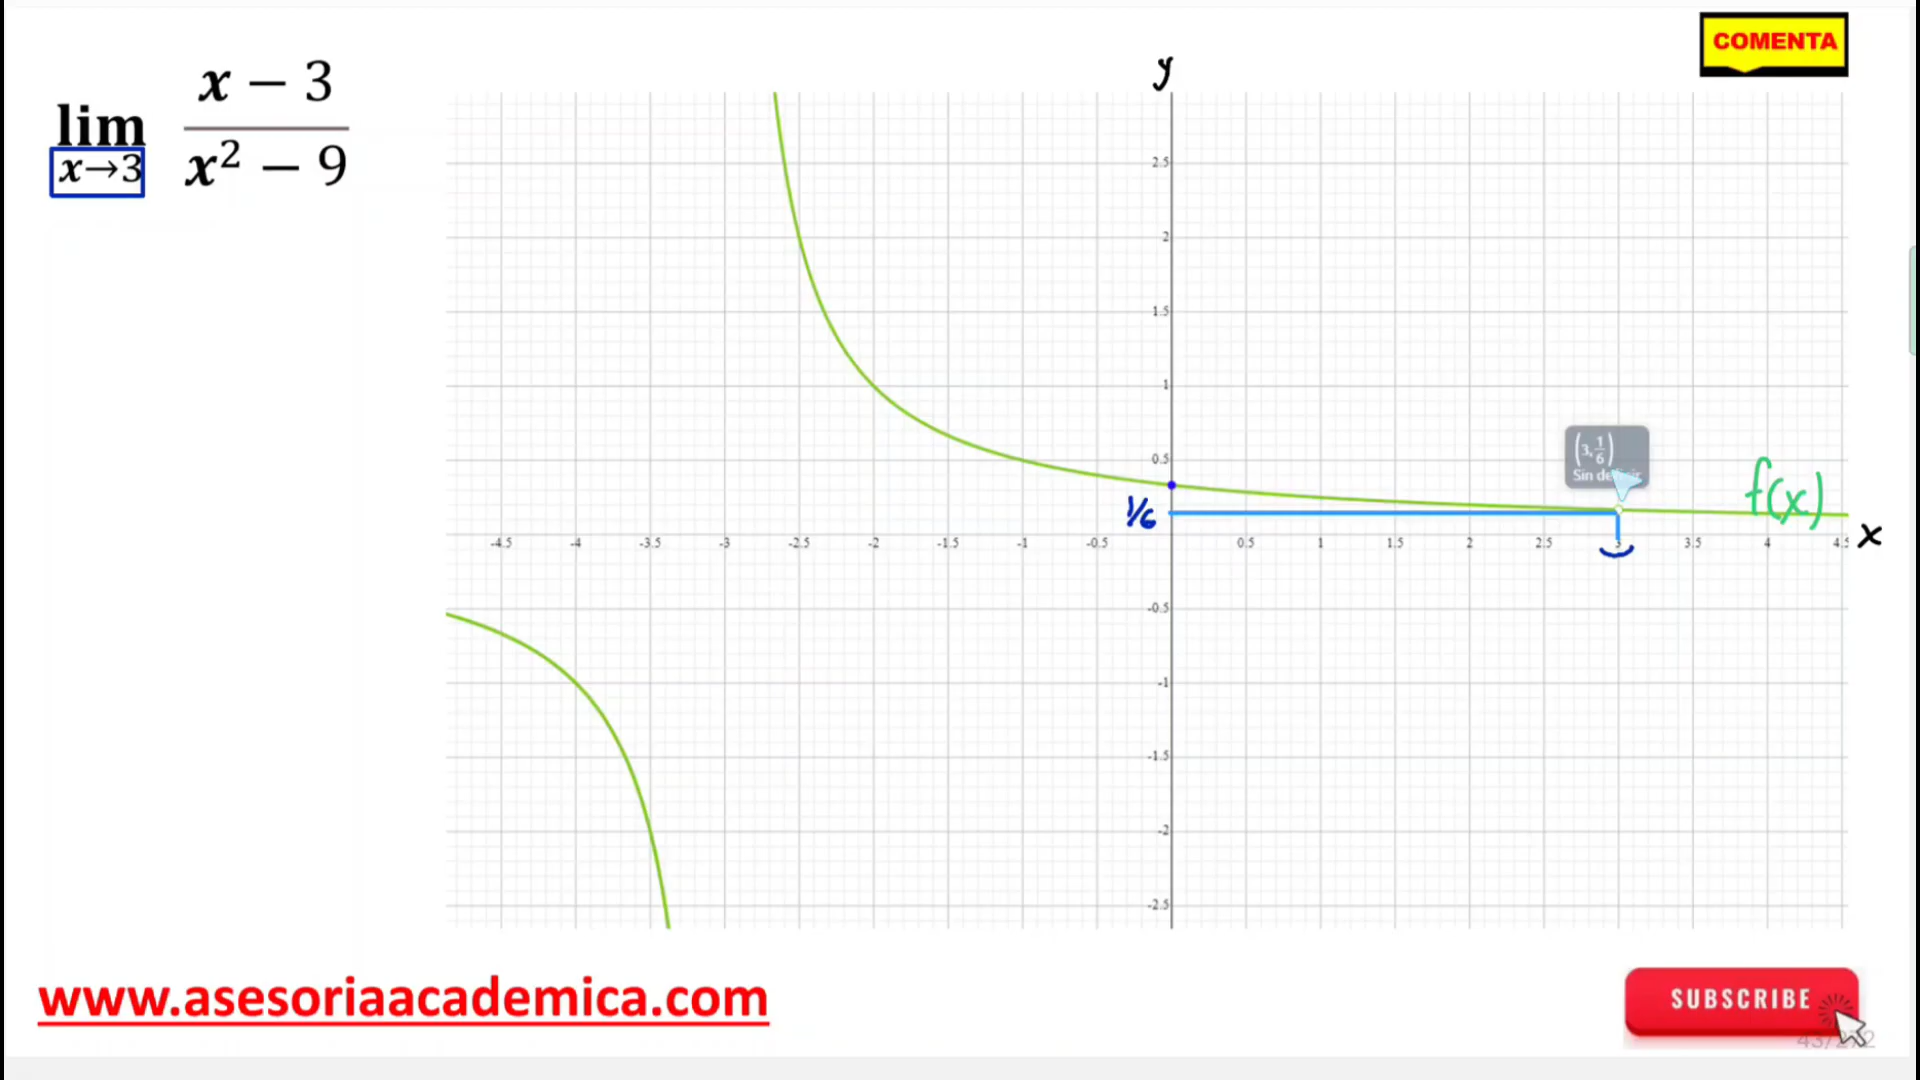 COMENTA
lim x→3 (x − 3)/(x² − 9)
y
2.5
2
1.5
1
(3, 1/6)
0.5
Sin
f(x)
1/6
x
-4.5 -4 -3.5 -3 -2.5 -2 -1.5 -1 -0.5 0.5 1 1.5 2 2.5 3 3.5 4 4.5
-0.5
-1
-1.5
-2
-2.5
www.asesoriaacademica.com
SUBSCRIBE